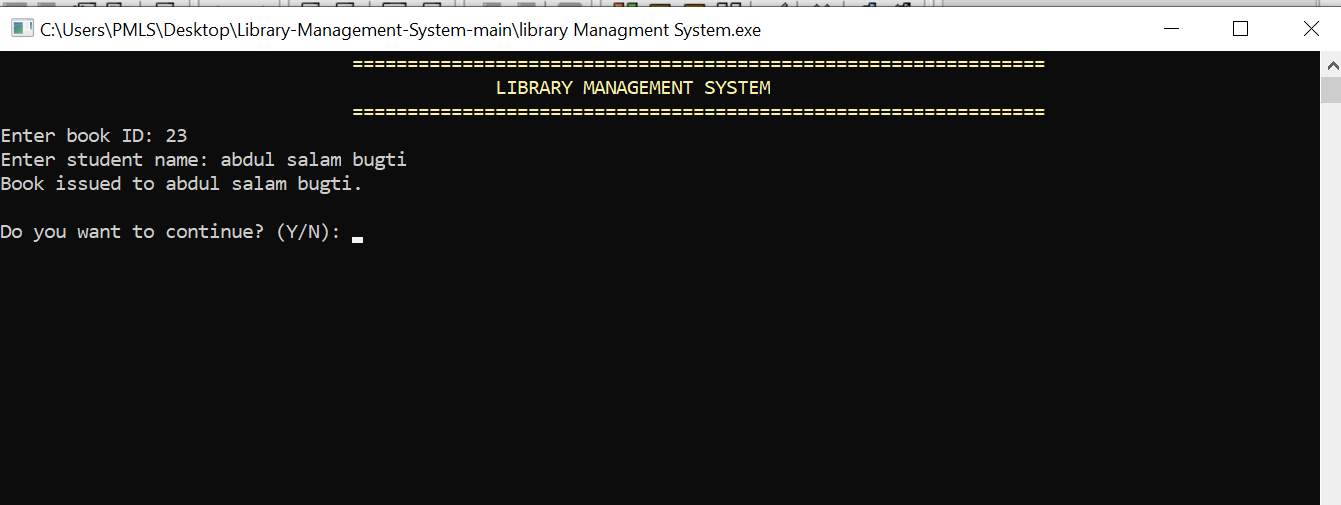 C:\Users\PMLS\Desktop\Library-Management-System-main\library Managment System.exe
===============================================================
LIBRARY MANAGEMENT SYSTEM
===============================================================
Enter book ID: 23
Enter student name: abdul salam bugti
Book issued to abdul salam bugti.
Do you want to continue? (Y/N):